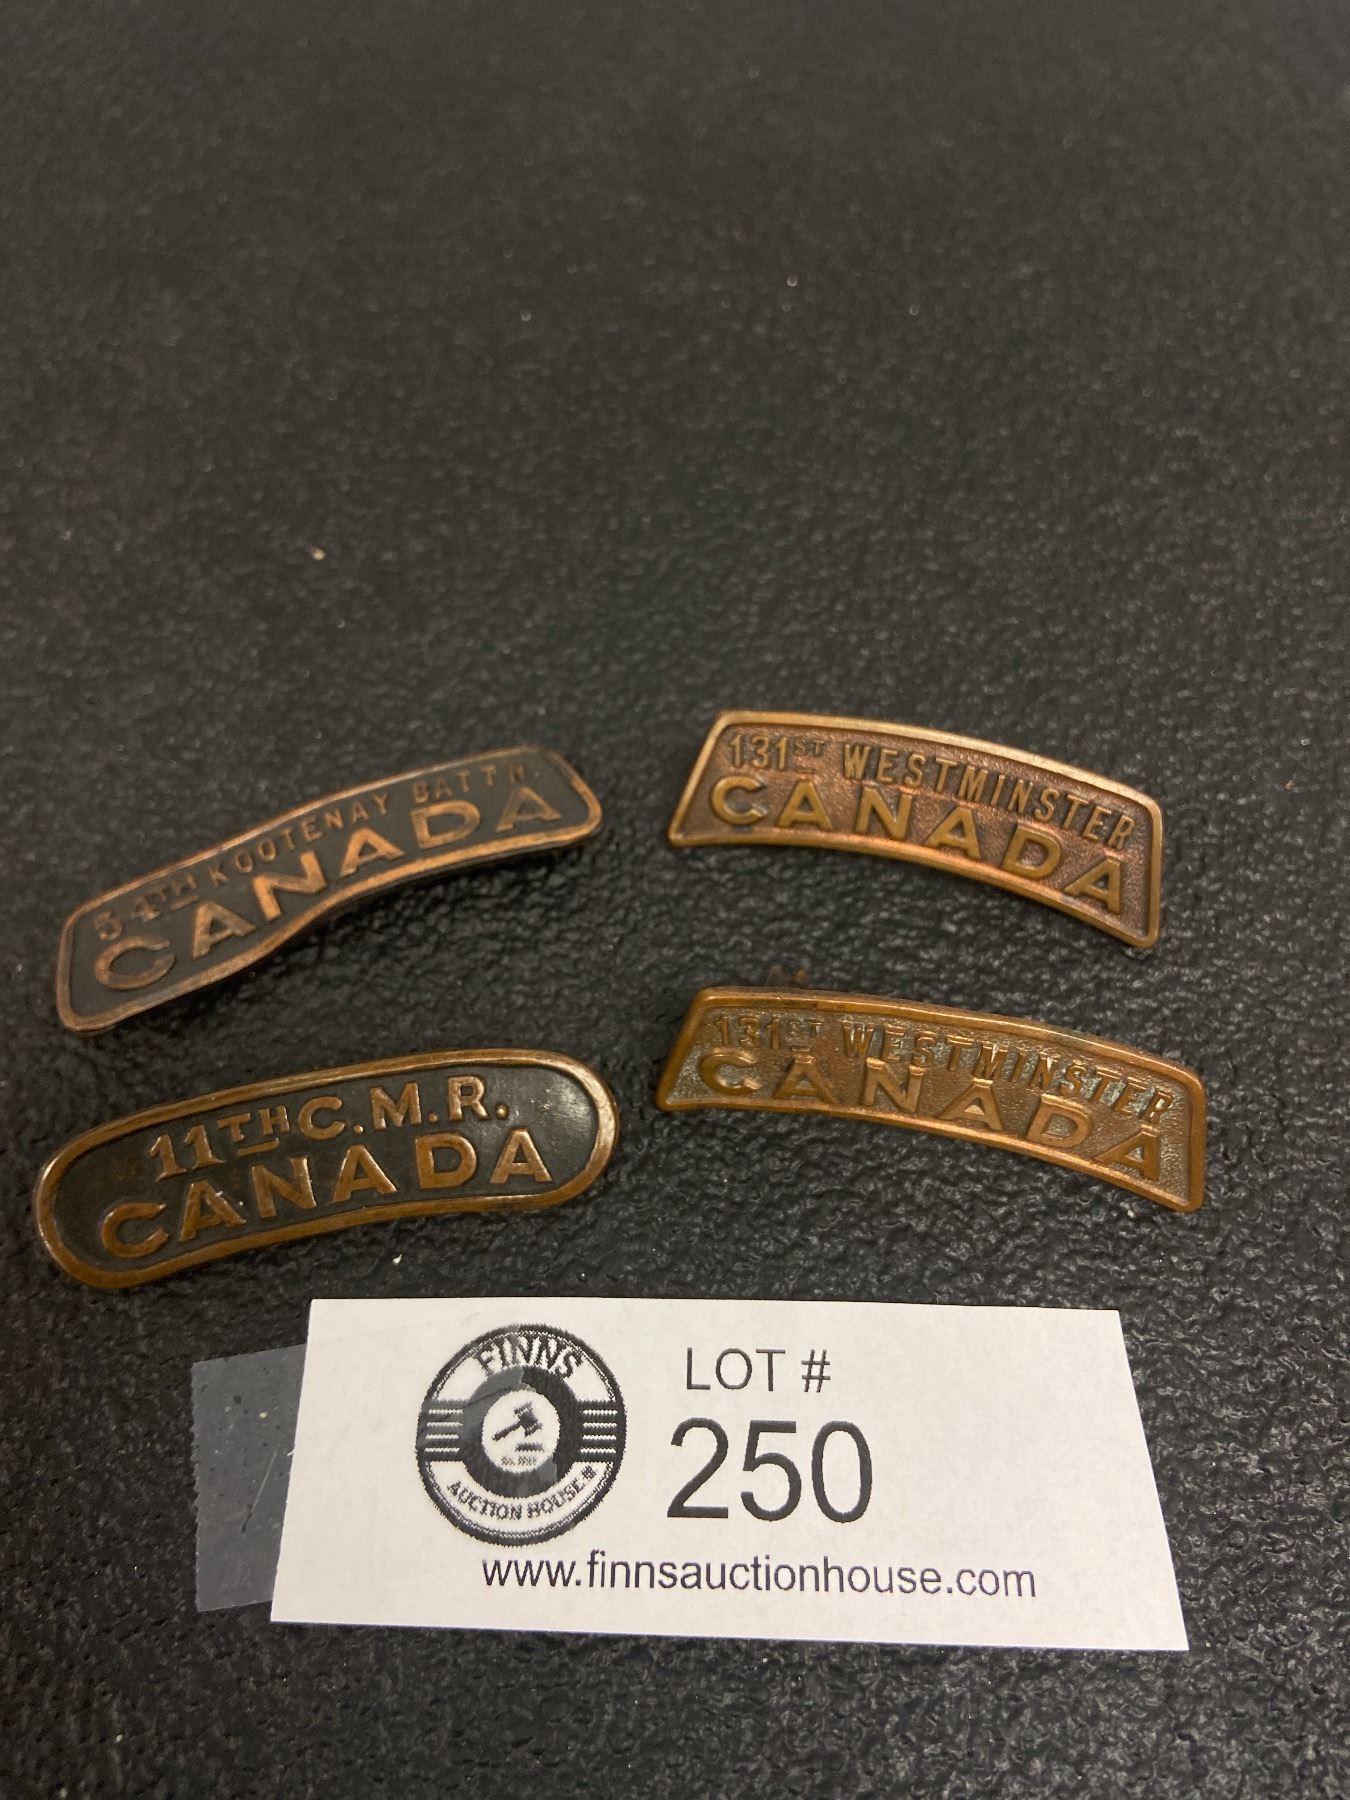 54TH KOOTENAY BATTN.
CANADA
131ST WESTMINSTER
CANADA
11TH C.M.R.
CANADA
131ST WESTMINSTER
CANADA
FINNS
AUCTION HOUSE
LOT #
250
www.finnsauctionhouse.com